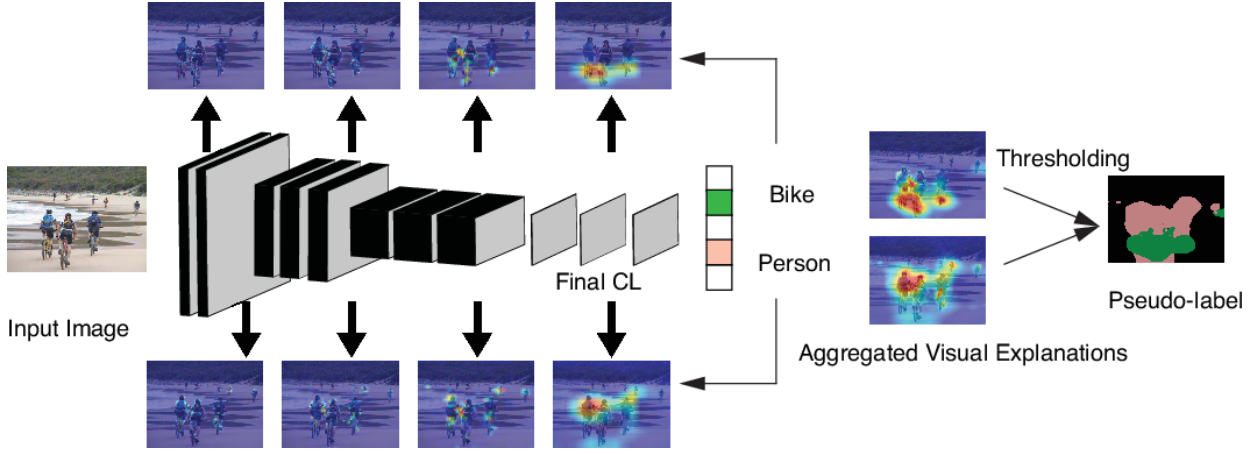 Input Image
Final CL
Bike
Person
Thresholding
Aggregated Visual Explanations
Pseudo-label